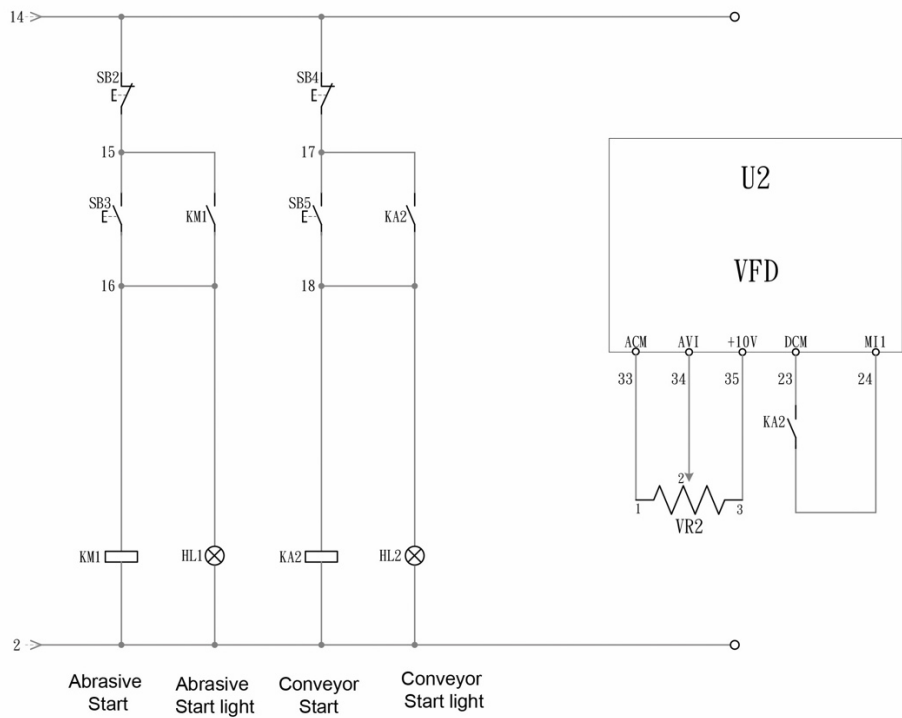 14
SB2
SB4
15
17
U2
SB3
KM1
SB5
KA2
VFD
16
18
ACM
AVI
+10V
DCM
MI1
33
34
35
23
24
KA2
2
1
3
VR2
KM1
HL1
KA2
HL2
2
Abrasive
Start
Abrasive
Start light
Conveyor
Start
Conveyor
Start light